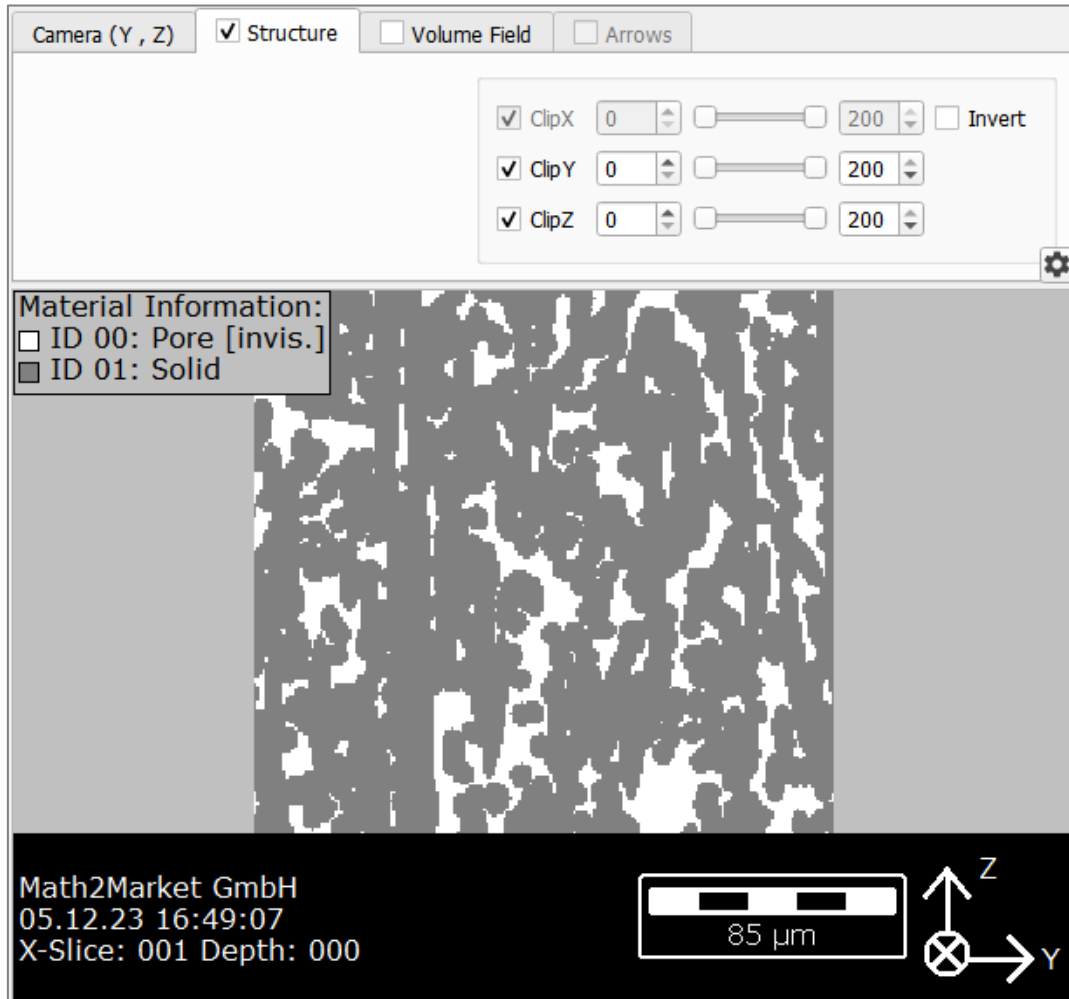 Camera (Y , Z) Structure Volume Field Arrows
ClipX 0 200 Invert
ClipY 0 200
ClipZ 0 200
Material Information:
ID 00: Pore [invis.]
ID 01: Solid
Math2Market GmbH
05.12.23 16:49:07
X-Slice: 001 Depth: 000
85 µm
Z
Y